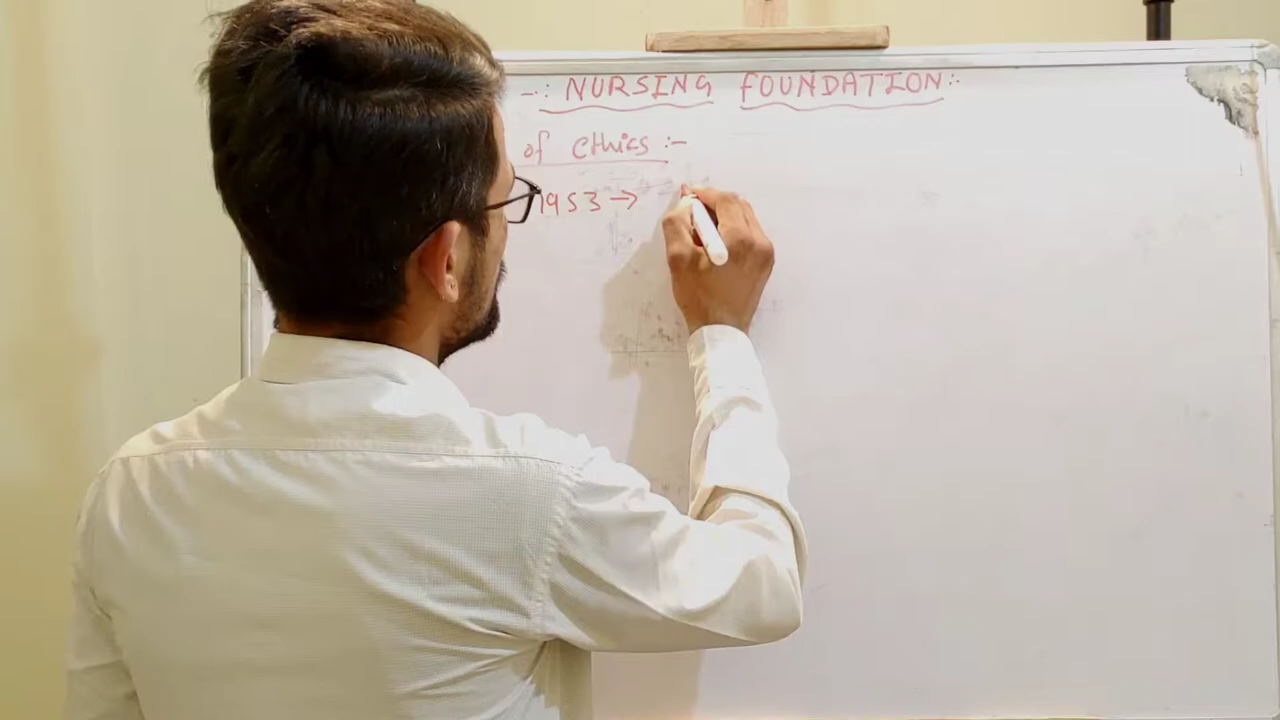 -: NURSING FOUNDATION:-
of Ethics :-
1953 →